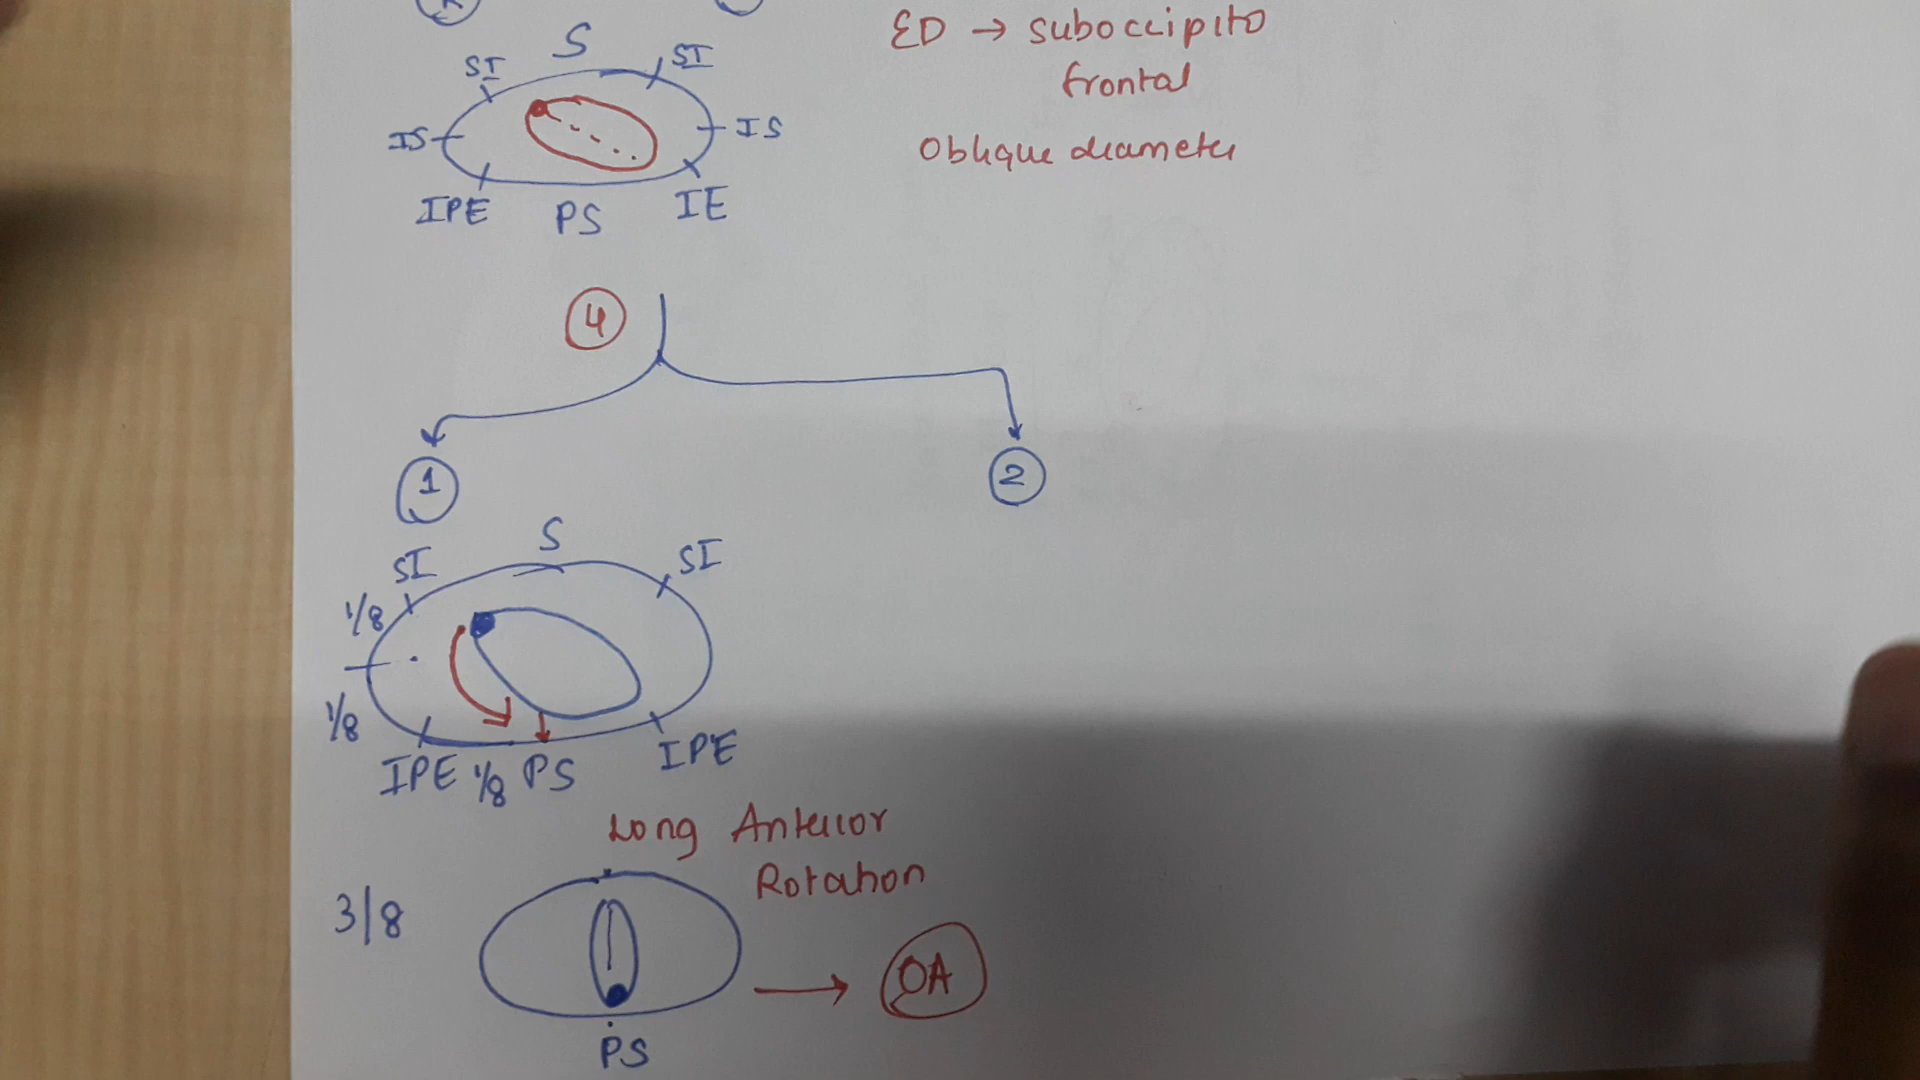 ED → suboccipito
frontal
Oblique diameter
S
SI
SI
IS
IS
IPE
PS
IE
4
1
2
S
SI
SI
1/8
1/8
IPE
1/8
PS
IPE
Long Anterior
Rotation
3/8
OA
PS